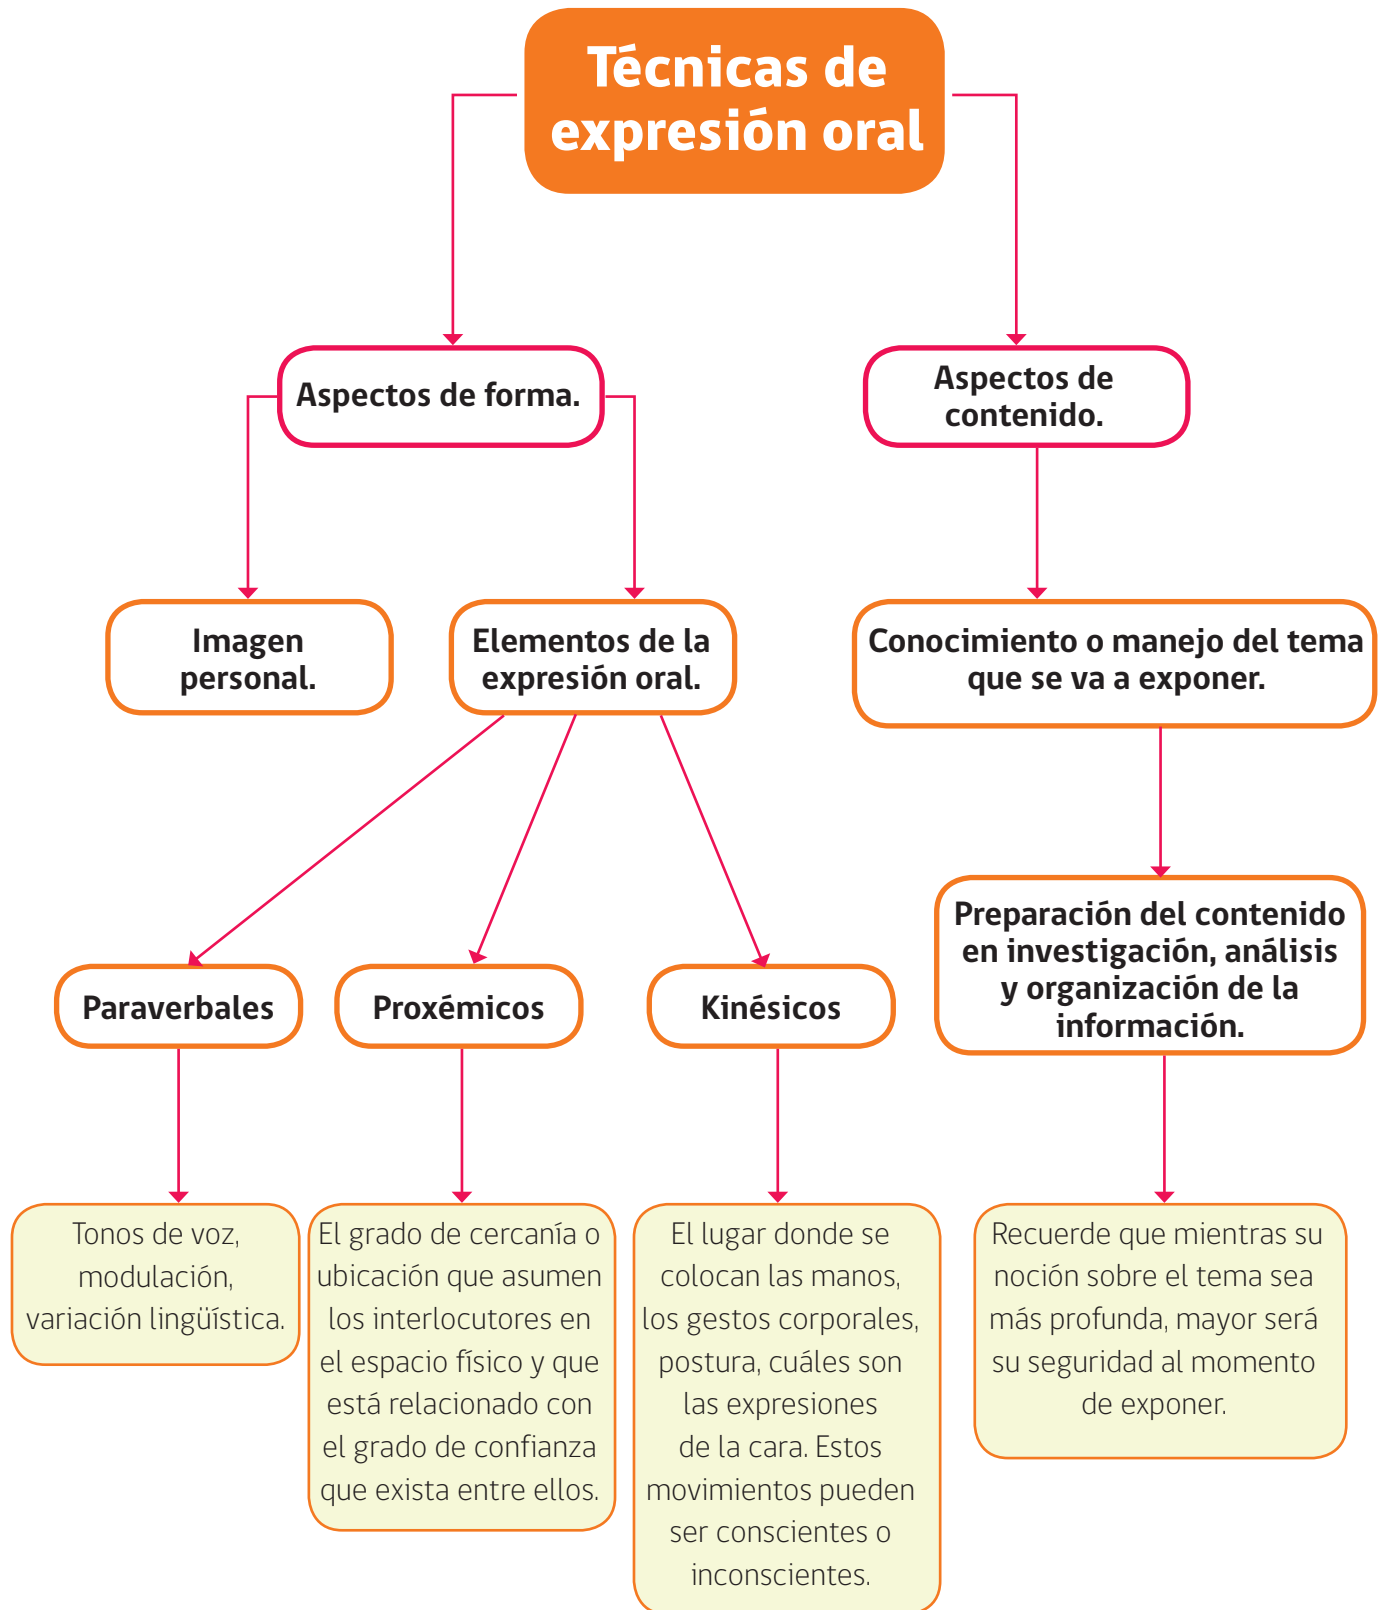 Técnicas de
expresión oral
Aspectos de forma.
Aspectos de
contenido.
Imagen
personal.
Elementos de la
expresión oral.
Conocimiento o manejo del tema
que se va a exponer.
Paraverbales
Proxémicos
Kinésicos
Preparación del contenido
en investigación, análisis
y organización de la
información.
Tonos de voz,
modulación,
variación lingüística.
El grado de cercanía o
ubicación que asumen
los interlocutores en
el espacio físico y que
está relacionado con
el grado de confianza
que exista entre ellos.
El lugar donde se
colocan las manos,
los gestos corporales,
postura, cuáles son
las expresiones
de la cara. Estos
movimientos pueden
ser conscientes o
inconscientes.
Recuerde que mientras su
noción sobre el tema sea
más profunda, mayor será
su seguridad al momento
de exponer.